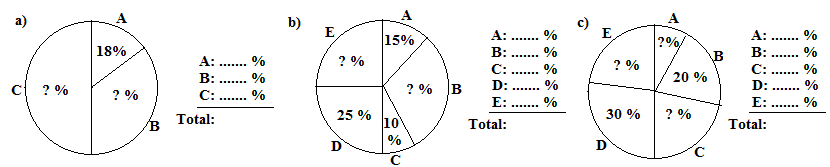 a)
A
18%
C
? %
? %
B
A: ....... %
B: ....... %
C: ....... %
Total:
b)
A
E
15%
? %
? %
B
25 %
10
%
D
C
A: ....... %
B: ....... %
C: ....... %
D: ....... %
E: ....... %
Total:
c)
A
E
?%
B
? %
20 %
30 %
? %
D
C
A: ....... %
B: ....... %
C: ....... %
D: ....... %
E: ....... %
Total: